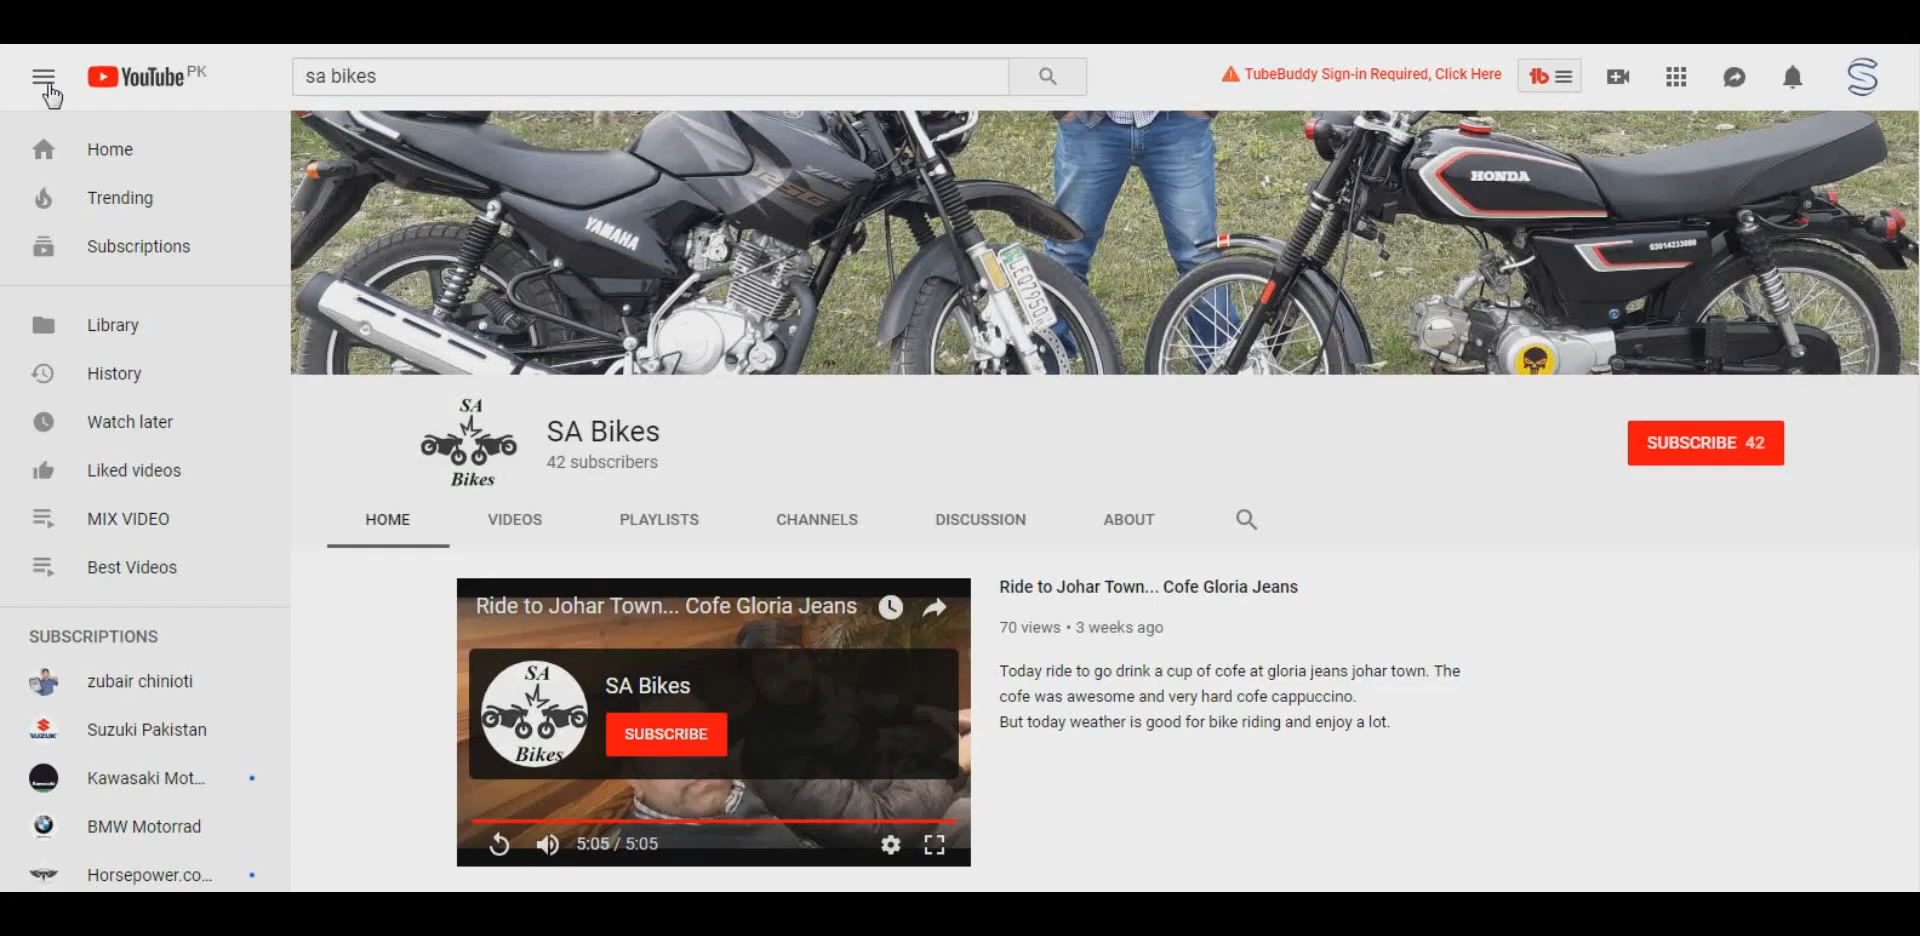 YouTube PK
sa bikes
TubeBuddy Sign-in Required, Click Here
tb
Home
Trending
Subscriptions
Library
History
Watch later
Liked videos
MIX VIDEO
Best Videos
SUBSCRIPTIONS
zubair chinioti
Suzuki Pakistan
Kawasaki Mot...
BMW Motorrad
Horsepower.co...
YAMAHA
HONDA
03014233088
LEQ7950
SA
Bikes
SA Bikes
42 subscribers
SUBSCRIBE 42
HOME
VIDEOS
PLAYLISTS
CHANNELS
DISCUSSION
ABOUT
Ride to Johar Town... Cofe Gloria Jeans
SA
Bikes
SA Bikes
SUBSCRIBE
5:05 / 5:05
Ride to Johar Town... Cofe Gloria Jeans
70 views • 3 weeks ago
Today ride to go drink a cup of cofe at gloria jeans johar town. The
cofe was awesome and very hard cofe cappuccino.
But today weather is good for bike riding and enjoy a lot.